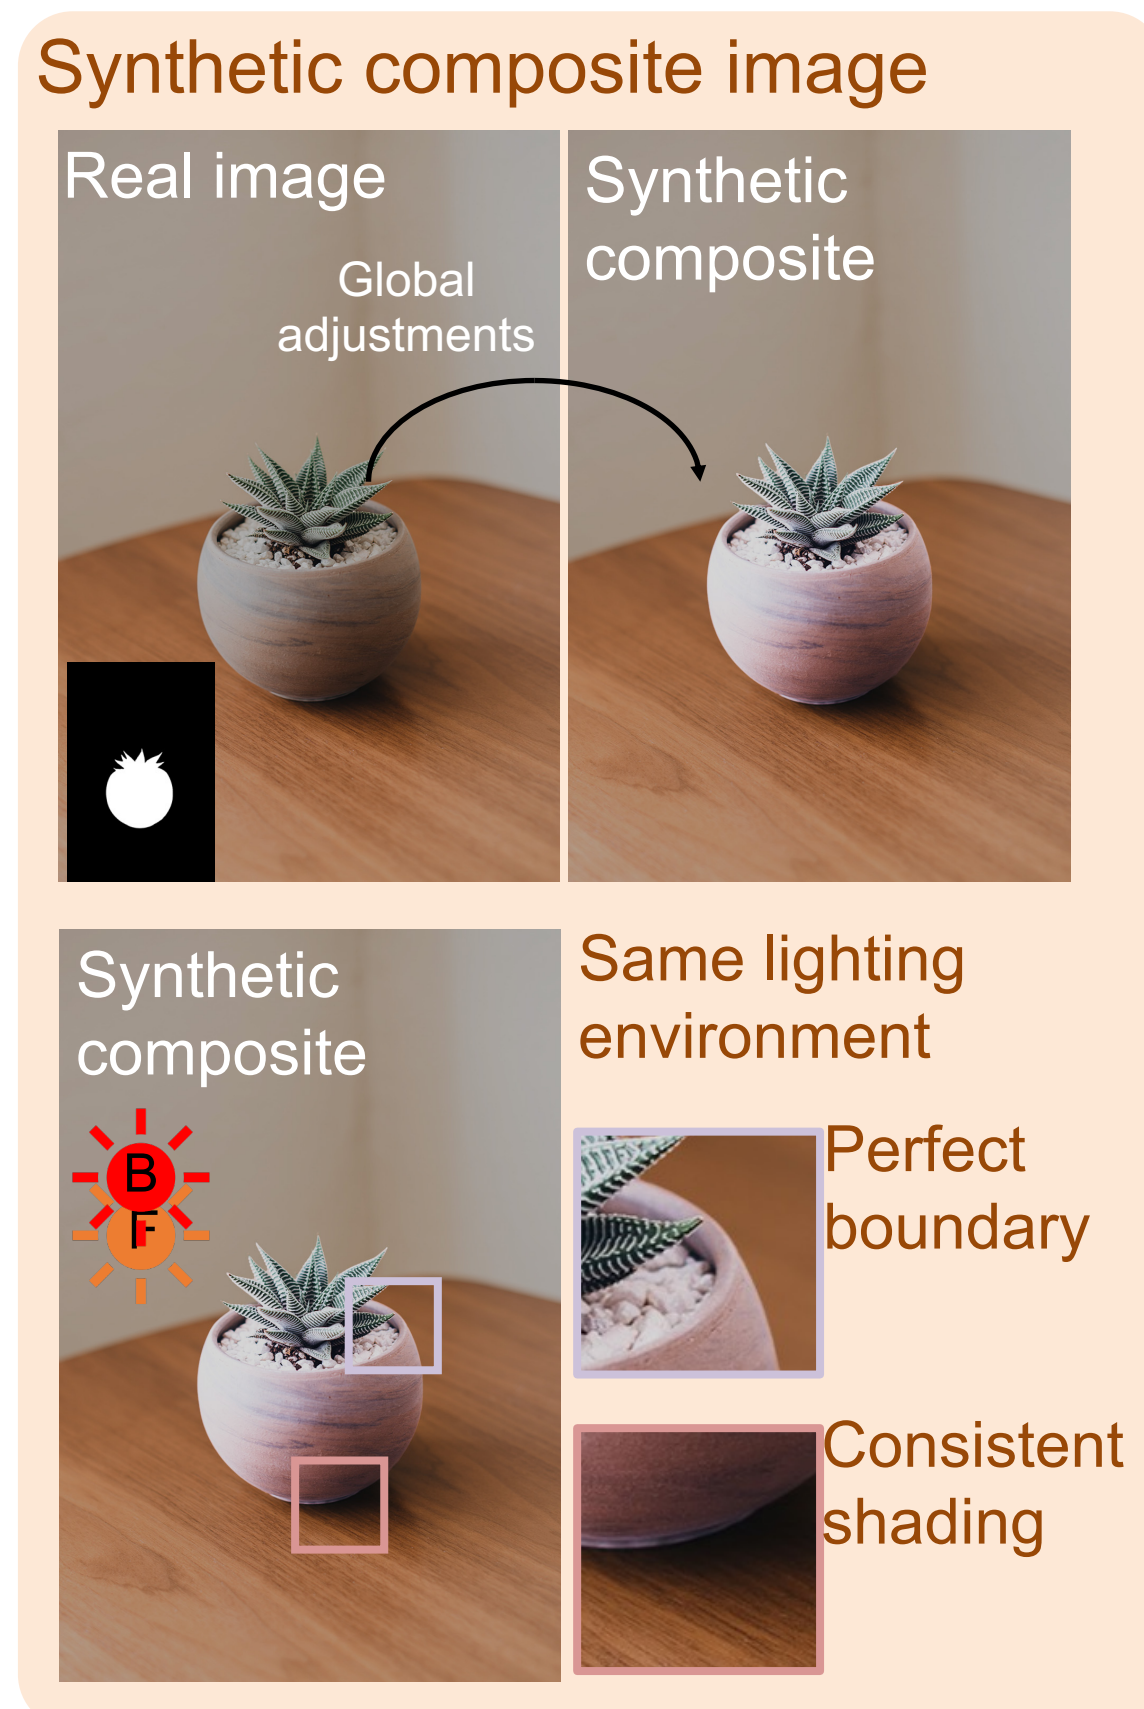 Synthetic composite image
Real image
Global
adjustments
Synthetic
composite
Synthetic
composite
B
F
Same lighting
environment
Perfect
boundary
Consistent
shading